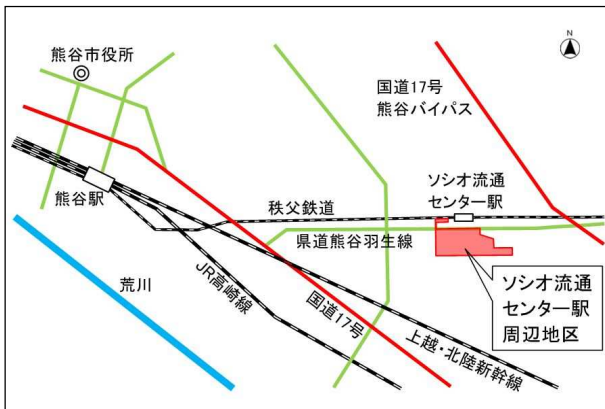 熊谷市役所
N
国道17号
熊谷バイパス
ソシオ流通
センター駅
秩父鉄道
熊谷駅
県道熊谷羽生線
荒川
JR高崎線
国道17号
上越・北陸新幹線
ソシオ流通
センター駅
周辺地区